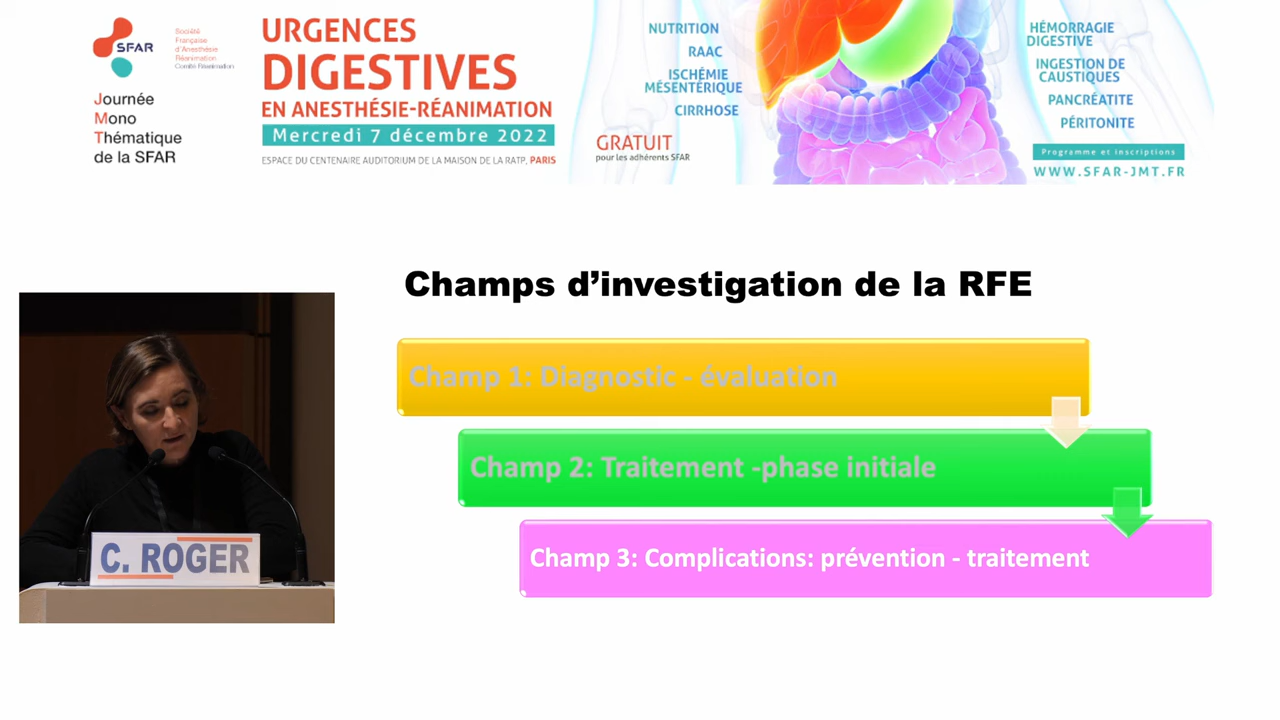 SFAR
Société
Française
d'Anesthésie
Réanimation
Comité Réanimation
Journée
Mono
Thématique
de la SFAR
URGENCES
DIGESTIVES
EN ANESTHÉSIE-RÉANIMATION
Mercredi 7 décembre 2022
ESPACE DU CENTENAIRE AUDITORIUM DE LA MAISON DE LA RATP, PARIS
NUTRITION
RAAC
ISCHÉMIE
MÉSENTÉRIQUE
CIRRHOSE
GRATUIT
pour les adhérents SFAR
HÉMORRAGIE
DIGESTIVE
INGESTION DE
CAUSTIQUES
PANCRÉATITE
PÉRITONITE
Programme et inscriptions
WWW.SFAR-JMT.FR
Champs d’investigation de la RFE
Champ 1: Diagnostic - évaluation
Champ 2: Traitement -phase initiale
Champ 3: Complications: prévention - traitement
C. ROGER